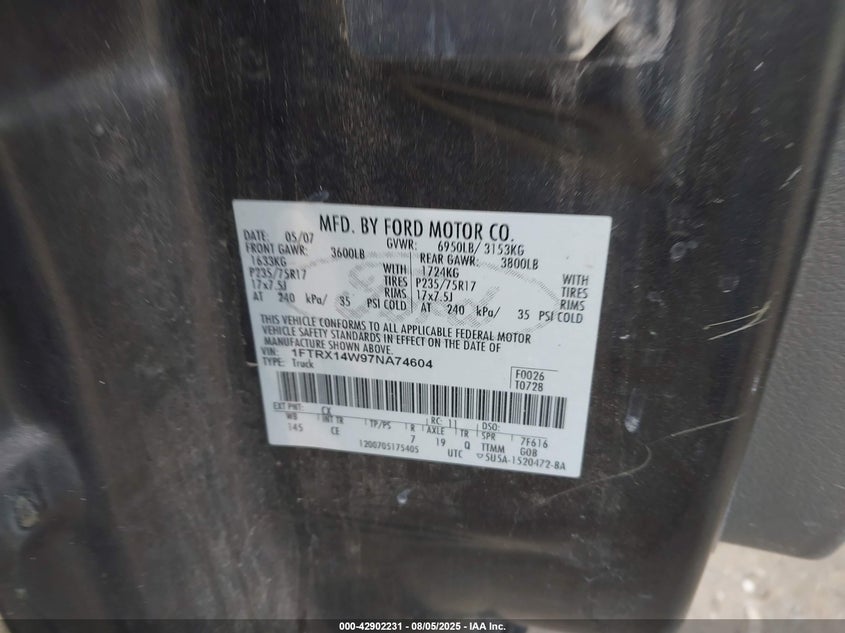 MFD. BY FORD MOTOR CO.
DATE: 05/07 GVWR: 6950LB/ 3153KG
FRONT GAWR: 3600LB REAR GAWR: 3800LB
1633KG WITH 1724KG WITH
P235/75R17 TIRES P235/75R17 TIRES
17x7.5J RIMS 17x7.5J RIMS
AT 240 kPa/ 35 PSI COLD AT 240 kPa/ 35 PSI COLD
THIS VEHICLE CONFORMS TO ALL APPLICABLE FEDERAL MOTOR
VEHICLE SAFETY STANDARDS IN EFFECT ON THE DATE OF
MANUFACTURE SHOWN ABOVE.
VIN: 1FTRX14W97NA74604
TYPE: Truck
F0026
T0728
EXT PNT: CX RC: 11 DSO:
WB INT TR TP/PS R AXLE TR SPR 7F616
145 CE 7 19 Q TTMM GOB
1200705175405 UTC 5U5A-1520472-BA
000-42902231 - 08/05/2025 - IAA Inc.